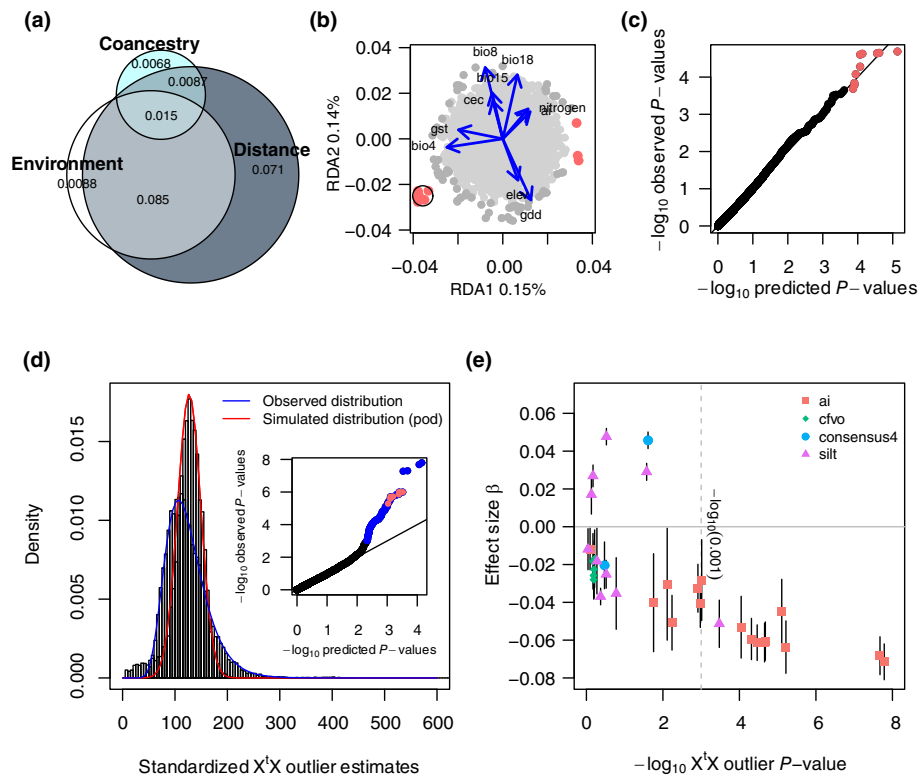 (a)
Coancestry
0.0068
0.0087
0.015
Environment
Distance
0.0088
0.071
0.085
(b)
0.04
0.02
0.00
−0.02
−0.04
RDA2 0.14%
bio8
bio18
bio15
cec
nitrogen
ai
gst
bio4
elev
gdd
−0.04
0.00
0.04
RDA1 0.15%
(c)
4
3
2
1
0
−log10 observed P−values
0 1 2 3 4 5
−log10 predicted P−values
(d)
0.015
0.010
0.005
0.000
Density
Observed distribution
Simulated distribution (pod)
8
6
4
2
0
−log10 observed P−values
0 1 2 3 4
−log10 predicted P−values
0 100 200 300 400 500 600
Standardized XᵗX outlier estimates
(e)
0.06
0.04
0.02
0.00
−0.02
−0.04
−0.06
−0.08
Effect size β
ai
cfvo
consensus4
silt
−log10(0.001)
0 2 4 6 8
−log10 XᵗX outlier P−value